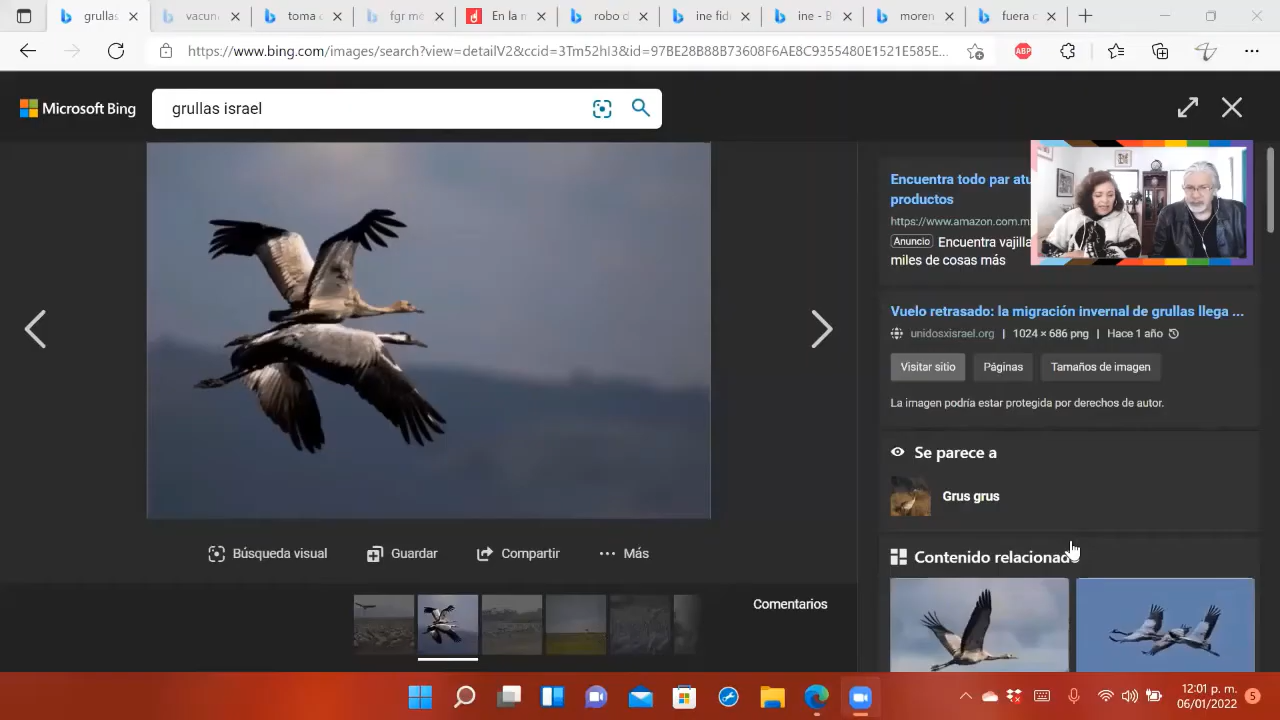 grullas
vacun
toma c
fgr mé
En la n
robo d
ine fidi
ine - B
moren
fuera c
https://www.bing.com/images/search?view=detailV2&ccid=3Tm52hI3&id=97BE28B88B73608F6AE8C9355480E1521E585E...
ABP
Microsoft Bing
grullas israel
Encuentra todo par atu
productos
https://www.amazon.com.m
Anuncio Encuentra vajilla
miles de cosas más
Vuelo retrasado: la migración invernal de grullas llega ...
unidosxisrael.org | 1024 × 686 png | Hace 1 año
Visitar sitio Páginas Tamaños de imagen
La imagen podría estar protegida por derechos de autor.
Se parece a
Grus grus
Contenido relacionad
Búsqueda visual Guardar Compartir Más
Comentarios
12:01 p. m.
06/01/2022
5